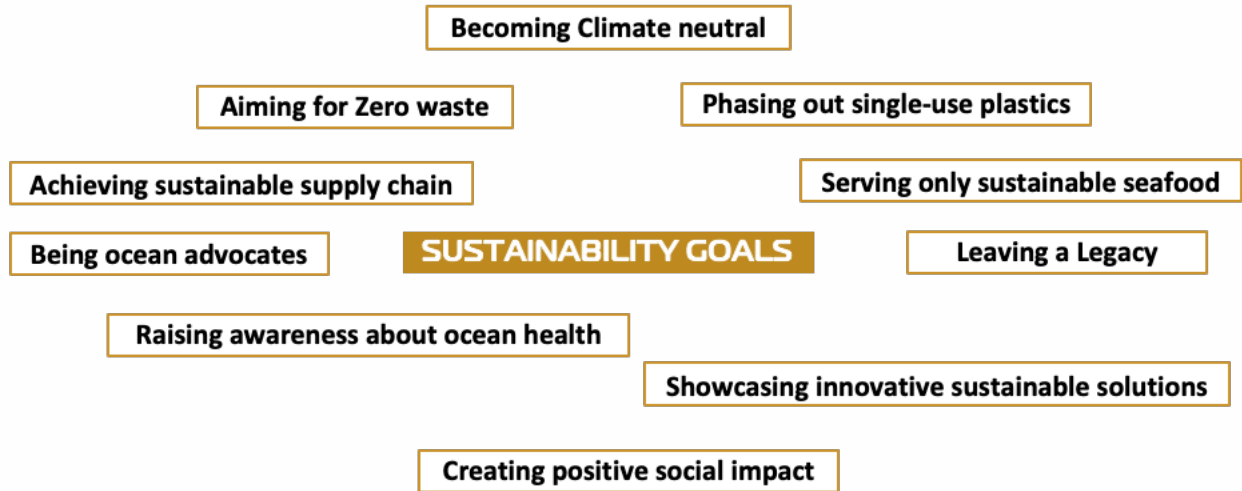 Becoming Climate neutral
Aiming for Zero waste
Phasing out single-use plastics
Achieving sustainable supply chain
Serving only sustainable seafood
Being ocean advocates
SUSTAINABILITY GOALS
Leaving a Legacy
Raising awareness about ocean health
Showcasing innovative sustainable solutions
Creating positive social impact